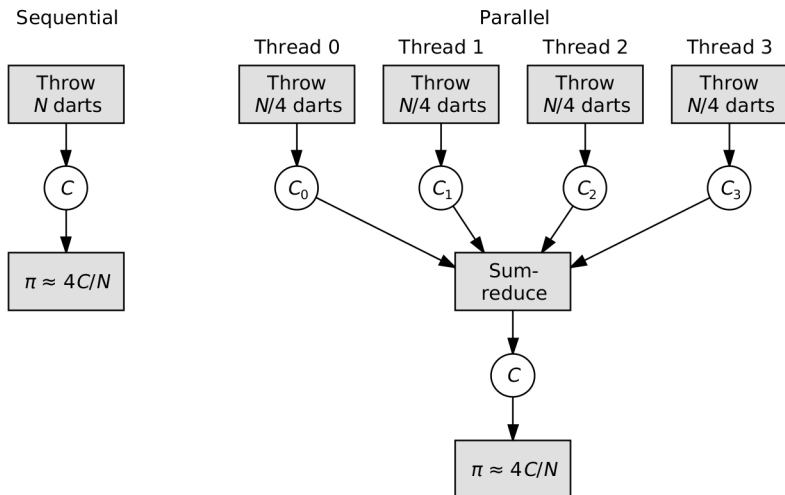 Sequential
Parallel
Thread 0
Thread 1
Thread 2
Thread 3
Throw
N darts
Throw
N/4 darts
Throw
N/4 darts
Throw
N/4 darts
Throw
N/4 darts
C
C₀
C₁
C₂
C₃
π ≈ 4C/N
Sum-
reduce
C
π ≈ 4C/N